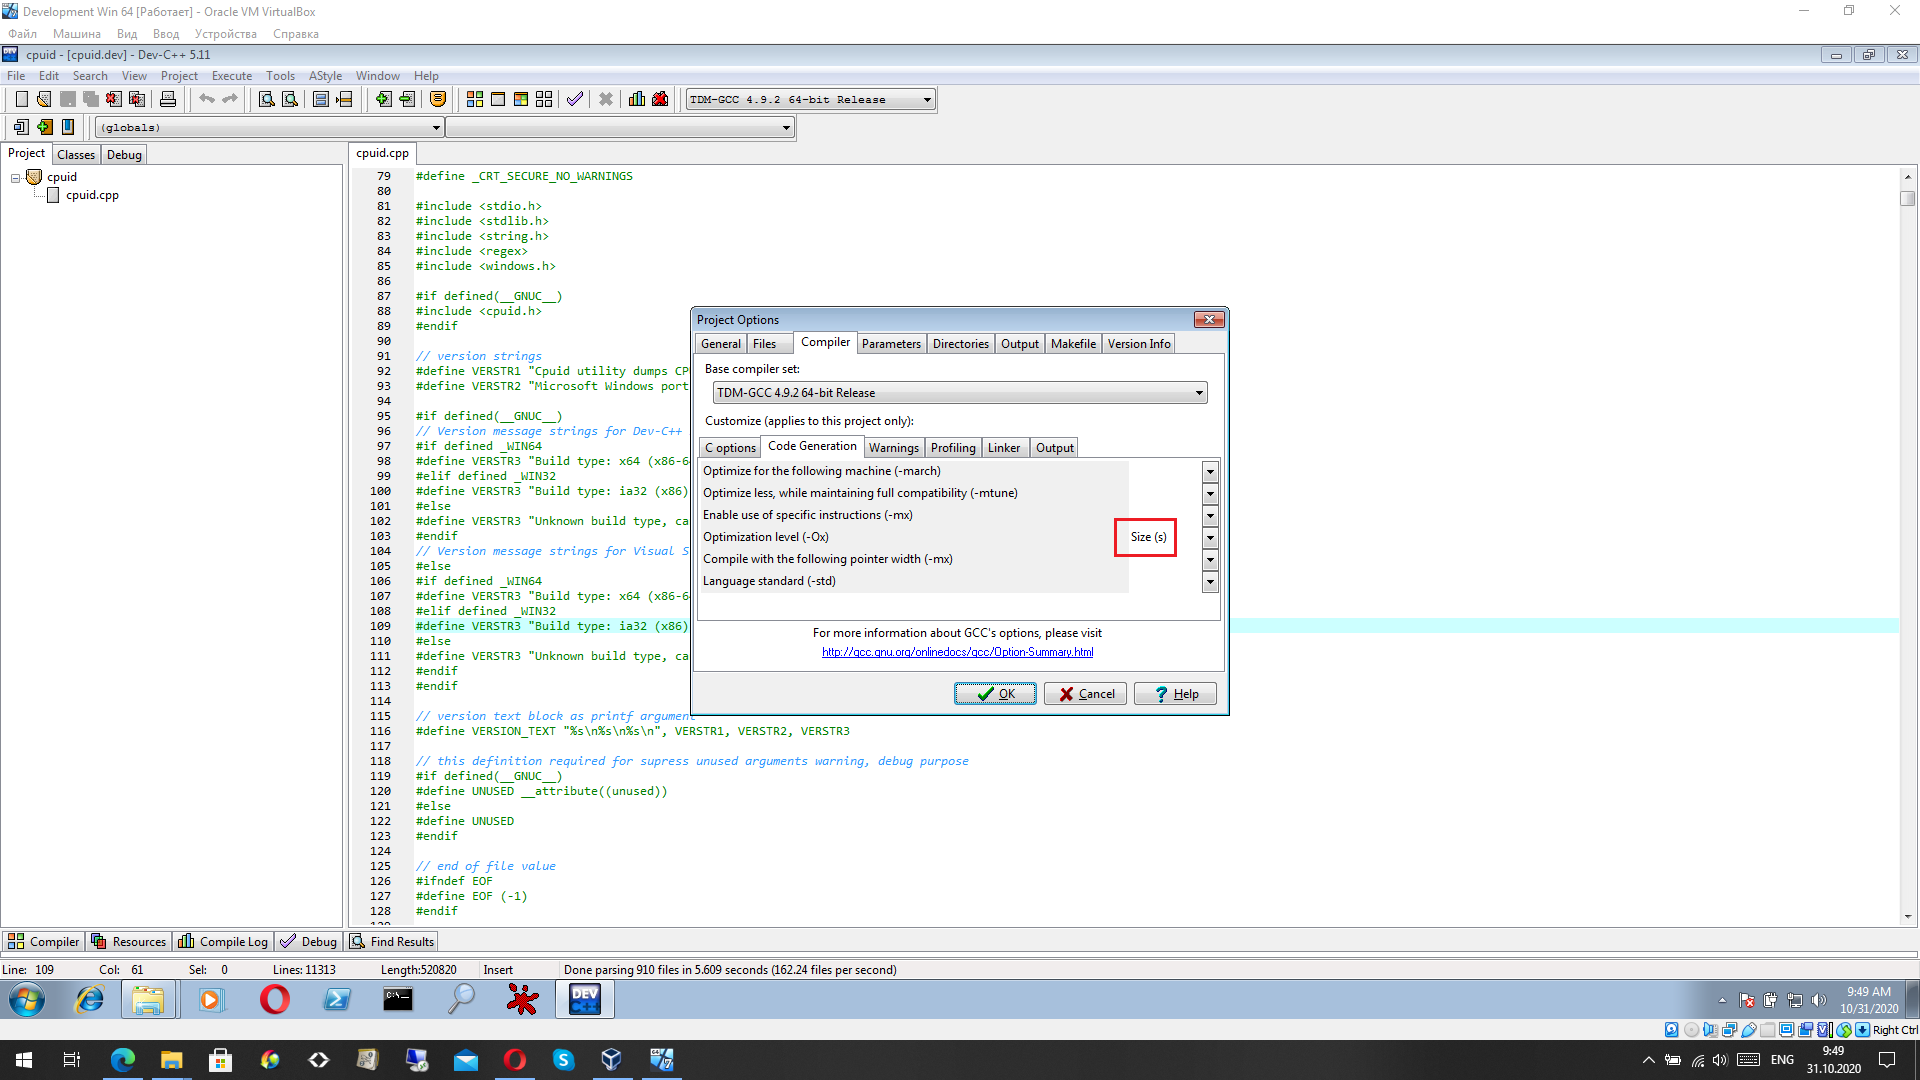 Development Win 64 [Работает] - Oracle VM VirtualBox
Файл Машина Вид Ввод Устройства Справка
cpuid - [cpuid.dev] - Dev-C++ 5.11
File Edit Search View Project Execute Tools AStyle Window Help
TDM-GCC 4.9.2 64-bit Release
(globals)
Project Classes Debug
cpuid
cpuid.cpp
cpuid.cpp
79 #define _CRT_SECURE_NO_WARNINGS
80
81 #include <stdio.h>
82 #include <stdlib.h>
83 #include <string.h>
84 #include <regex>
85 #include <windows.h>
86
87 #if defined(__GNUC__)
88 #include <cpuid.h>
89 #endif
90
91 // version strings
92 #define VERSTR1 "Cpuid utility dumps CP
93 #define VERSTR2 "Microsoft Windows port
94
95 #if defined(__GNUC__)
96 // Version message strings for Dev-C++
97 #if defined _WIN64
98 #define VERSTR3 "Build type: x64 (x86-6
99 #elif defined _WIN32
100 #define VERSTR3 "Build type: ia32 (x86)
101 #else
102 #define VERSTR3 "Unknown build type, ca
103 #endif
104 // Version message strings for Visual S
105 #else
106 #if defined _WIN64
107 #define VERSTR3 "Build type: x64 (x86-6
108 #elif defined _WIN32
109 #define VERSTR3 "Build type: ia32 (x86)
110 #else
111 #define VERSTR3 "Unknown build type, ca
112 #endif
113 #endif
114
115 // version text block as printf argument
116 #define VERSION_TEXT "%s\n%s\n%s\n", VERSTR1, VERSTR2, VERSTR3
117
118 // this definition required for supress unused arguments warning, debug purpose
119 #if defined(__GNUC__)
120 #define UNUSED __attribute((unused))
121 #else
122 #define UNUSED
123 #endif
124
125 // end of file value
126 #ifndef EOF
127 #define EOF (-1)
128 #endif
Project Options
General Files Compiler Parameters Directories Output Makefile Version Info
Base compiler set:
TDM-GCC 4.9.2 64-bit Release
Customize (applies to this project only):
C options Code Generation Warnings Profiling Linker Output
Optimize for the following machine (-march)
Optimize less, while maintaining full compatibility (-mtune)
Enable use of specific instructions (-mx)
Optimization level (-Ox) Size (s)
Compile with the following pointer width (-mx)
Language standard (-std)
For more information about GCC's options, please visit
http://gcc.gnu.org/onlinedocs/gcc/Option-Summary.html
OK Cancel Help
Compiler Resources Compile Log Debug Find Results
Line: 109 Col: 61 Sel: 0 Lines: 11313 Length: 520820 Insert Done parsing 910 files in 5.609 seconds (162.24 files per second)
DEV C++
9:49 AM
10/31/2020
Right Ctrl
ENG
9:49
31.10.2020